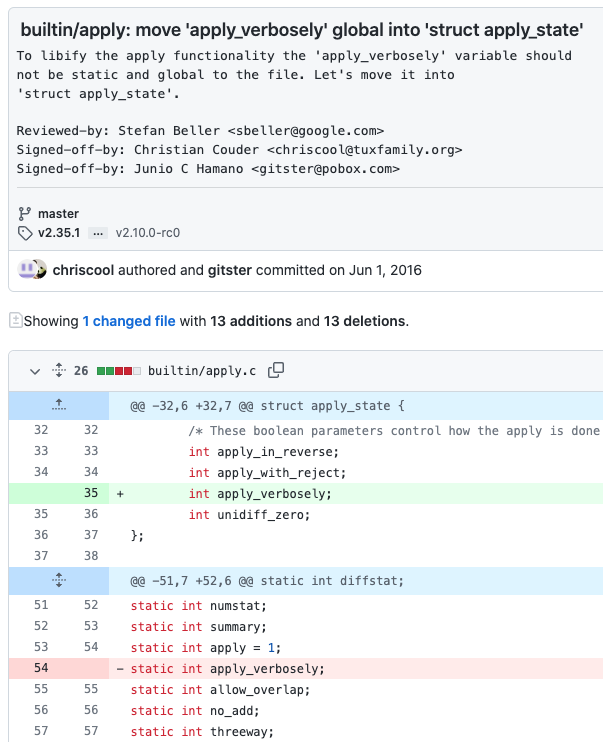 builtin/apply: move 'apply_verbosely' global into 'struct apply_state'
To libify the apply functionality the 'apply_verbosely' variable should
not be static and global to the file. Let's move it into
'struct apply_state'.
Reviewed-by: Stefan Beller <sbeller@google.com>
Signed-off-by: Christian Couder <chriscool@tuxfamily.org>
Signed-off-by: Junio C Hamano <gitster@pobox.com>
master
v2.35.1 ... v2.10.0-rc0
chriscool authored and gitster committed on Jun 1, 2016
Showing 1 changed file with 13 additions and 13 deletions.
26 builtin/apply.c
@@ -32,6 +32,7 @@ struct apply_state {
32 32 /* These boolean parameters control how the apply is done
33 33 int apply_in_reverse;
34 34 int apply_with_reject;
35 + int apply_verbosely;
35 36 int unidiff_zero;
36 37 };
37 38
@@ -51,7 +52,6 @@ static int diffstat;
51 52 static int numstat;
52 53 static int summary;
53 54 static int apply = 1;
54 - static int apply_verbosely;
55 55 static int allow_overlap;
56 56 static int no_add;
57 57 static int threeway;